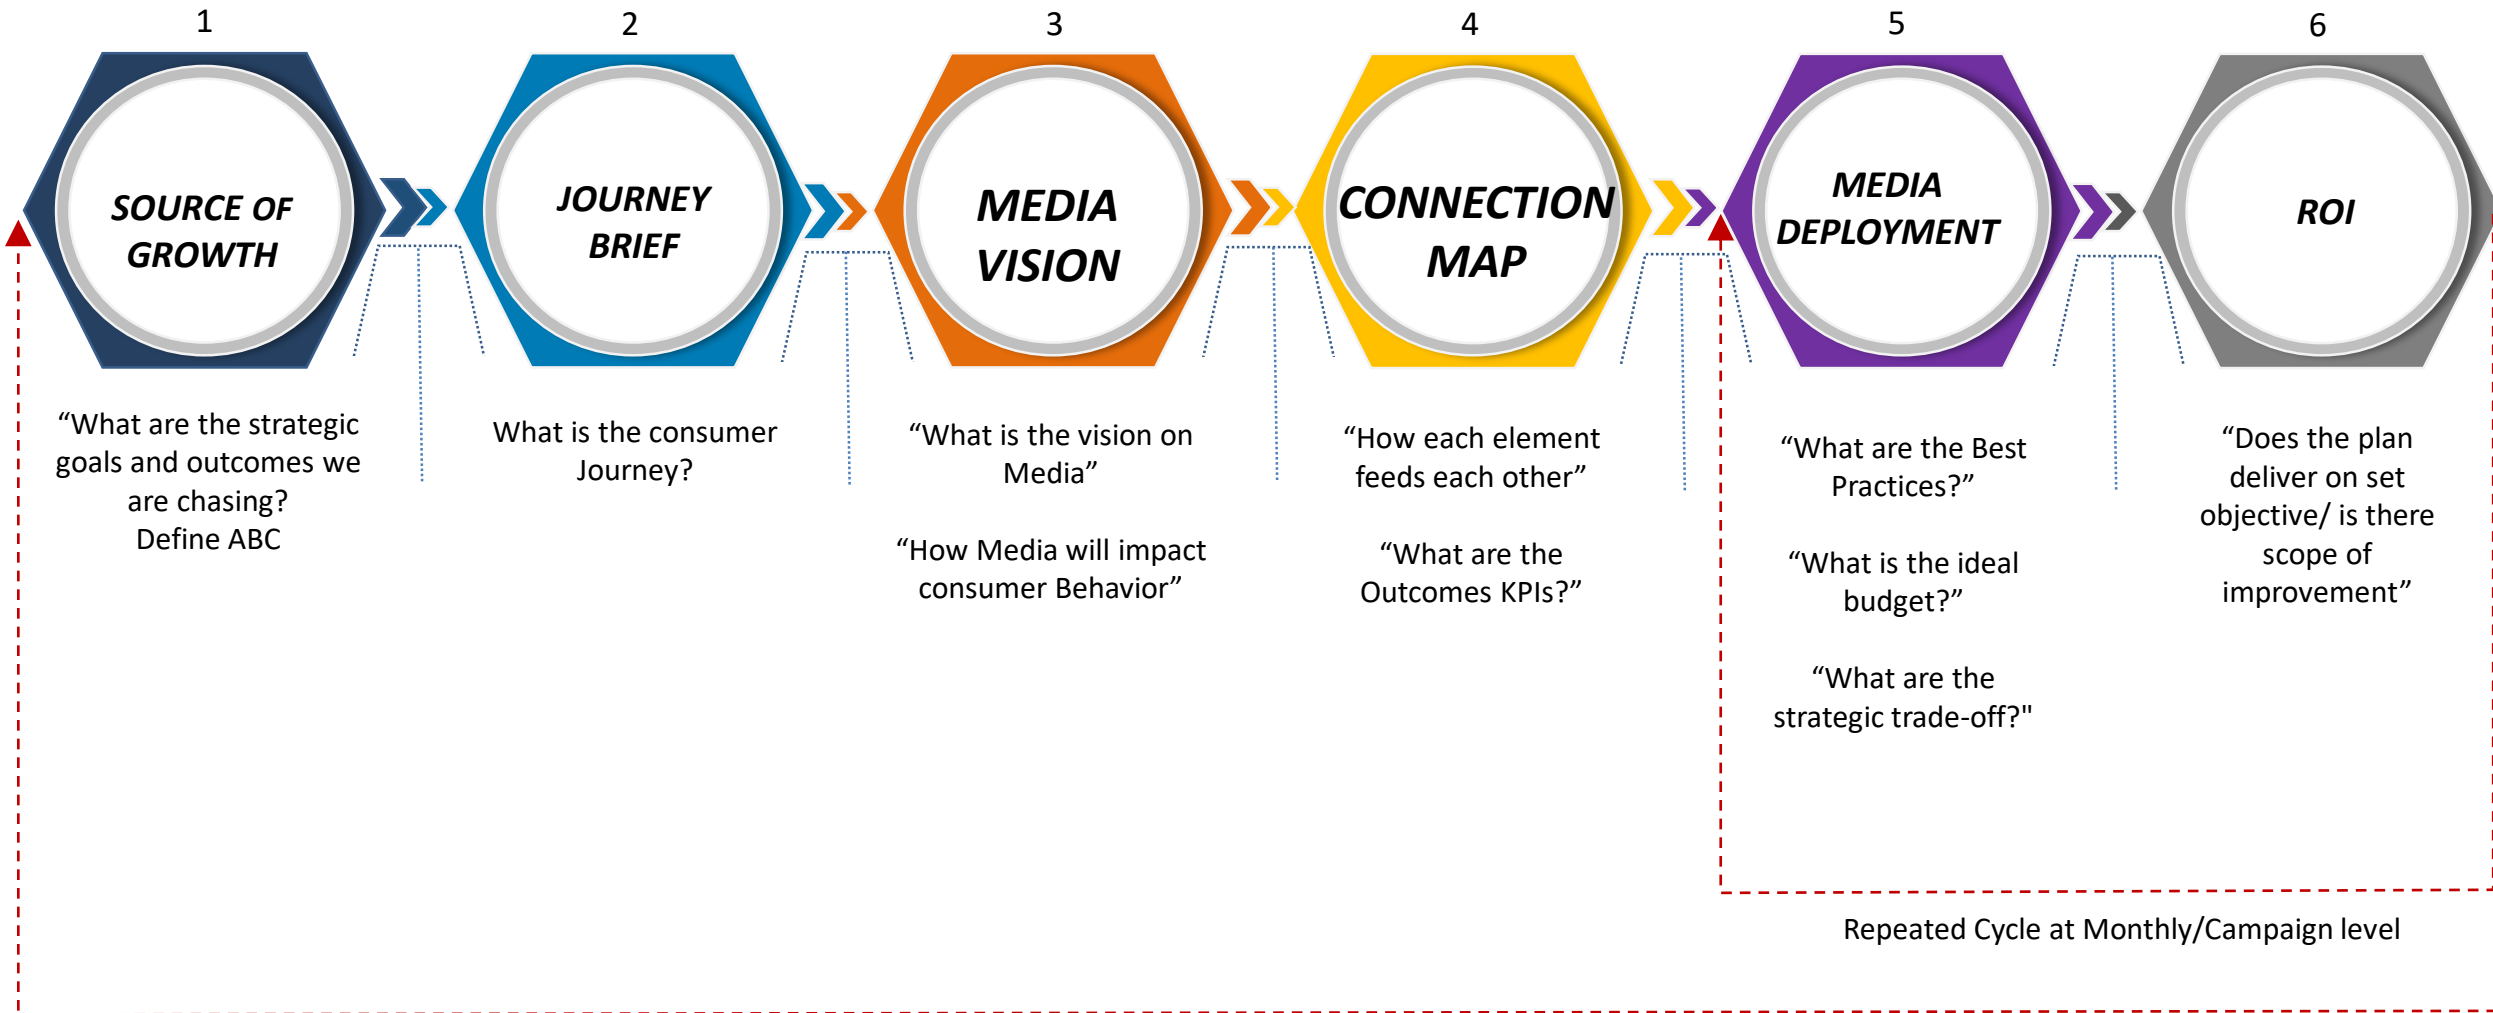 1
2
3
4
5
6
SOURCE OF
GROWTH
JOURNEY
BRIEF
MEDIA
VISION
CONNECTION
MAP
MEDIA
DEPLOYMENT
ROI
“What are the strategic
goals and outcomes we
are chasing?
Define ABC
What is the consumer
Journey?
“What is the vision on
Media”
“How Media will impact
consumer Behavior”
“How each element
feeds each other”
“What are the
Outcomes KPIs?”
“What are the Best
Practices?”
“What is the ideal
budget?”
“What are the
strategic trade-off?"
“Does the plan
deliver on set
objective/ is there
scope of
improvement”
Repeated Cycle at Monthly/Campaign level